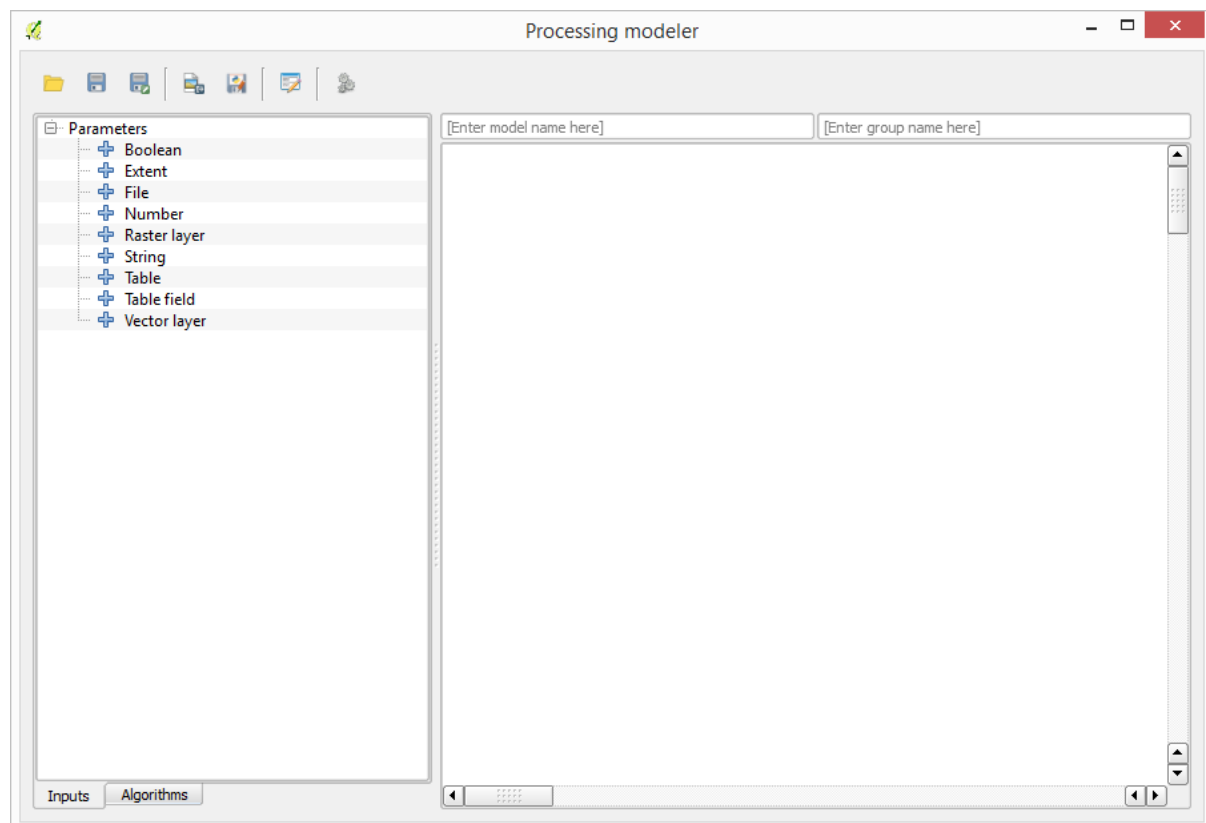 Processing modeler
Parameters
Boolean
Extent
File
Number
Raster layer
String
Table
Table field
Vector layer
[Enter model name here] [Enter group name here]
Inputs Algorithms